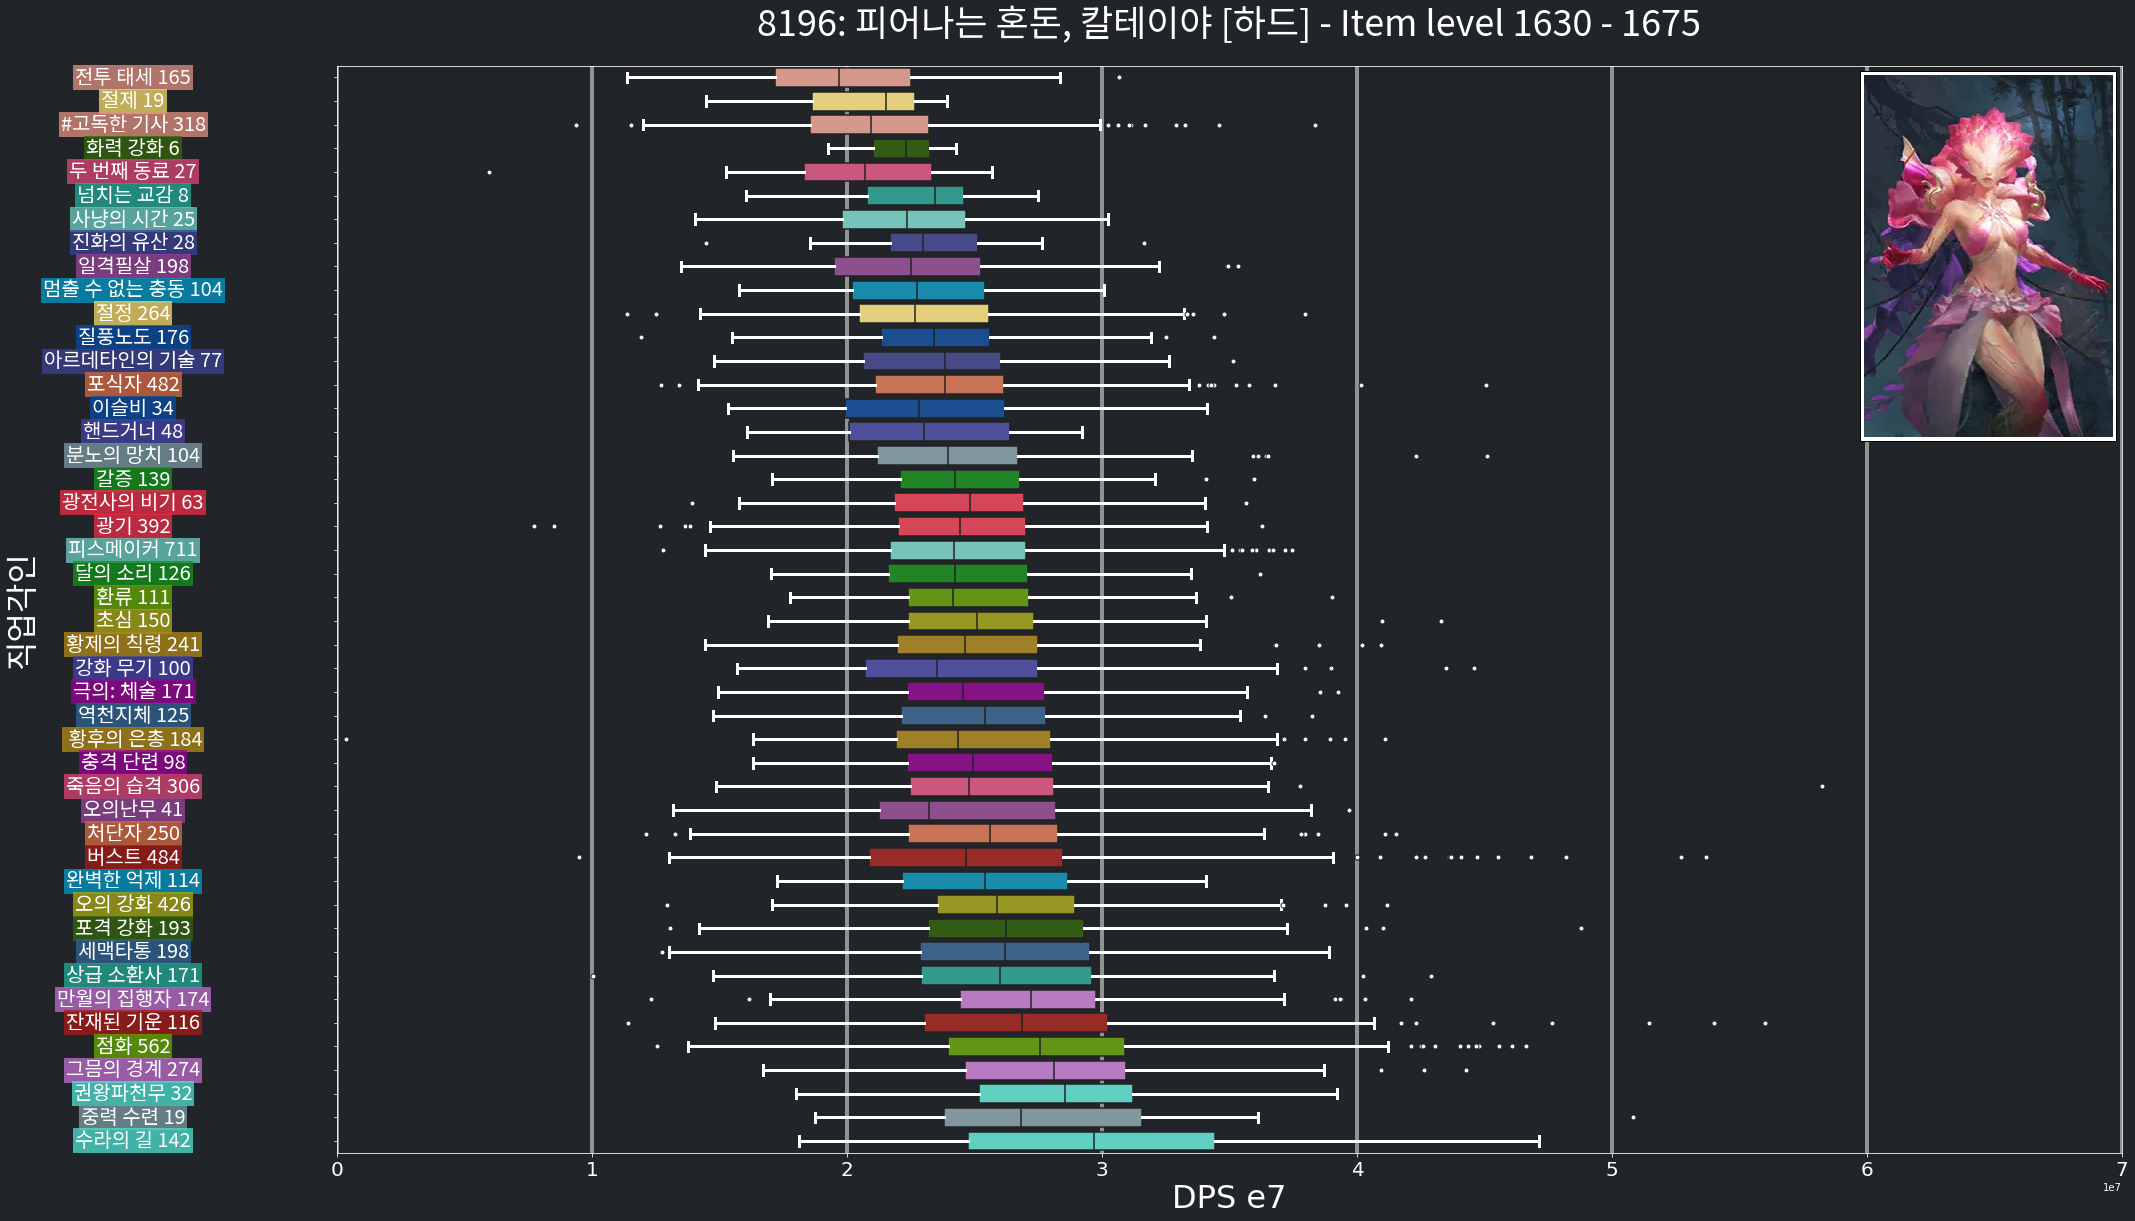 8196: 피어나는 혼돈, 칼테이야 [하드] - Item level 1630 - 1675
전투 태세 165
절제 19
#고독한 기사 318
화력 강화 6
두 번째 동료 27
넘치는 교감 8
사냥의 시간 25
진화의 유산 28
일격필살 198
멈출 수 없는 충동 104
절정 264
질풍노도 176
아르데타인의 기술 77
포식자 482
이슬비 34
핸드거너 48
분노의 망치 104
갈증 139
광전사의 비기 63
광기 392
피스메이커 711
달의 소리 126
환류 111
초심 150
황제의 칙령 241
강화 무기 100
극의: 체술 171
역천지체 125
황후의 은총 184
충격 단련 98
죽음의 습격 306
오의난무 41
처단자 250
버스트 484
완벽한 억제 114
오의 강화 426
포격 강화 193
세맥타통 198
상급 소환사 171
만월의 집행자 174
잔재된 기운 116
점화 562
그믐의 경계 274
권왕파천무 32
중력 수련 19
수라의 길 142
직업각인
0 1 2 3 4 5 6 7
1e7
DPS e7